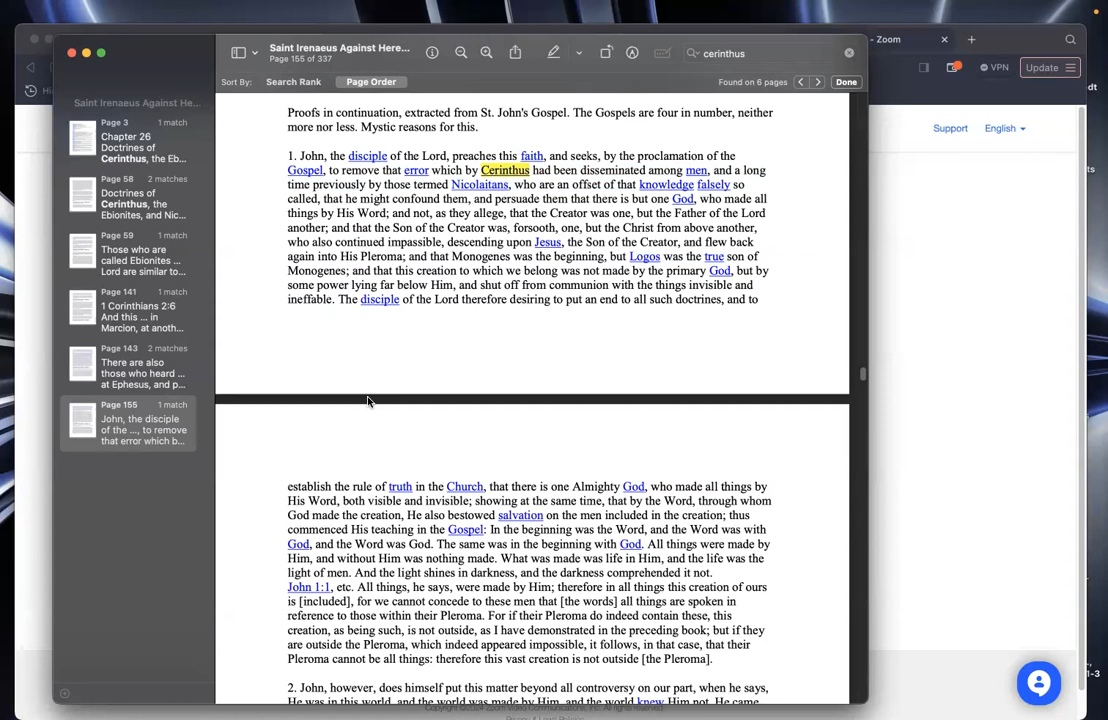 Saint Irenaeus Against Here...
Page 155 of 337
cerinthus
- Zoom
VPN
Update
Sort By:
Search Rank
Page Order
Found on 6 pages
Done
Support
English
Saint Irenaeus Against He...
Page 3
1 match
Chapter 26
Doctrines of
Cerinthus, the Eb...
Page 58
2 matches
Doctrines of
Cerinthus, the
Ebionites, and Nic...
Page 59
1 match
Those who are
called Ebionites ...
Lord are similar to...
Page 141
1 match
1 Corinthians 2:6
And this ... in
Marcion, at anoth...
Page 143
2 matches
There are also
those who heard ...
at Ephesus, and p...
Page 155
1 match
John, the disciple
of the ..., to remove
that error which b...
Proofs in continuation, extracted from St. John's Gospel. The Gospels are four in number, neither
more nor less. Mystic reasons for this.
1. John, the disciple of the Lord, preaches this faith, and seeks, by the proclamation of the
Gospel, to remove that error which by Cerinthus had been disseminated among men, and a long
time previously by those termed Nicolaitans, who are an offset of that knowledge falsely so
called, that he might confound them, and persuade them that there is but one God, who made all
things by His Word; and not, as they allege, that the Creator was one, but the Father of the Lord
another; and that the Son of the Creator was, forsooth, one, but the Christ from above another,
who also continued impassible, descending upon Jesus, the Son of the Creator, and flew back
again into His Pleroma; and that Monogenes was the beginning, but Logos was the true son of
Monogenes; and that this creation to which we belong was not made by the primary God, but by
some power lying far below Him, and shut off from communion with the things invisible and
ineffable. The disciple of the Lord therefore desiring to put an end to all such doctrines, and to
establish the rule of truth in the Church, that there is one Almighty God, who made all things by
His Word, both visible and invisible; showing at the same time, that by the Word, through whom
God made the creation, He also bestowed salvation on the men included in the creation; thus
commenced His teaching in the Gospel: In the beginning was the Word, and the Word was with
God, and the Word was God. The same was in the beginning with God. All things were made by
Him, and without Him was nothing made. What was made was life in Him, and the life was the
light of men. And the light shines in darkness, and the darkness comprehended it not.
John 1:1, etc. All things, he says, were made by Him; therefore in all things this creation of ours
is [included], for we cannot concede to these men that [the words] all things are spoken in
reference to those within their Pleroma. For if their Pleroma do indeed contain these, this
creation, as being such, is not outside, as I have demonstrated in the preceding book; but if they
are outside the Pleroma, which indeed appeared impossible, it follows, in that case, that their
Pleroma cannot be all things: therefore this vast creation is not outside [the Pleroma].
2. John, however, does himself put this matter beyond all controversy on our part, when he says,
He was in this world, and the world was made by Him, and the world knew Him not. He came